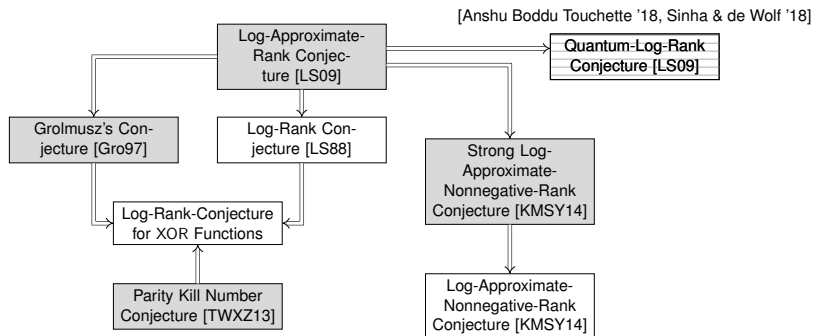 [Anshu Boddu Touchette '18, Sinha & de Wolf '18]
Log-Approximate-
Rank Conjec-
ture [LS09]
Quantum-Log-Rank
Conjecture [LS09]
Grolmusz's Con-
jecture [Gro97]
Log-Rank Con-
jecture [LS88]
Strong Log-
Approximate-
Nonnegative-Rank
Conjecture [KMSY14]
Log-Rank-Conjecture
for XOR Functions
Parity Kill Number
Conjecture [TWXZ13]
Log-Approximate-
Nonnegative-Rank
Conjecture [KMSY14]